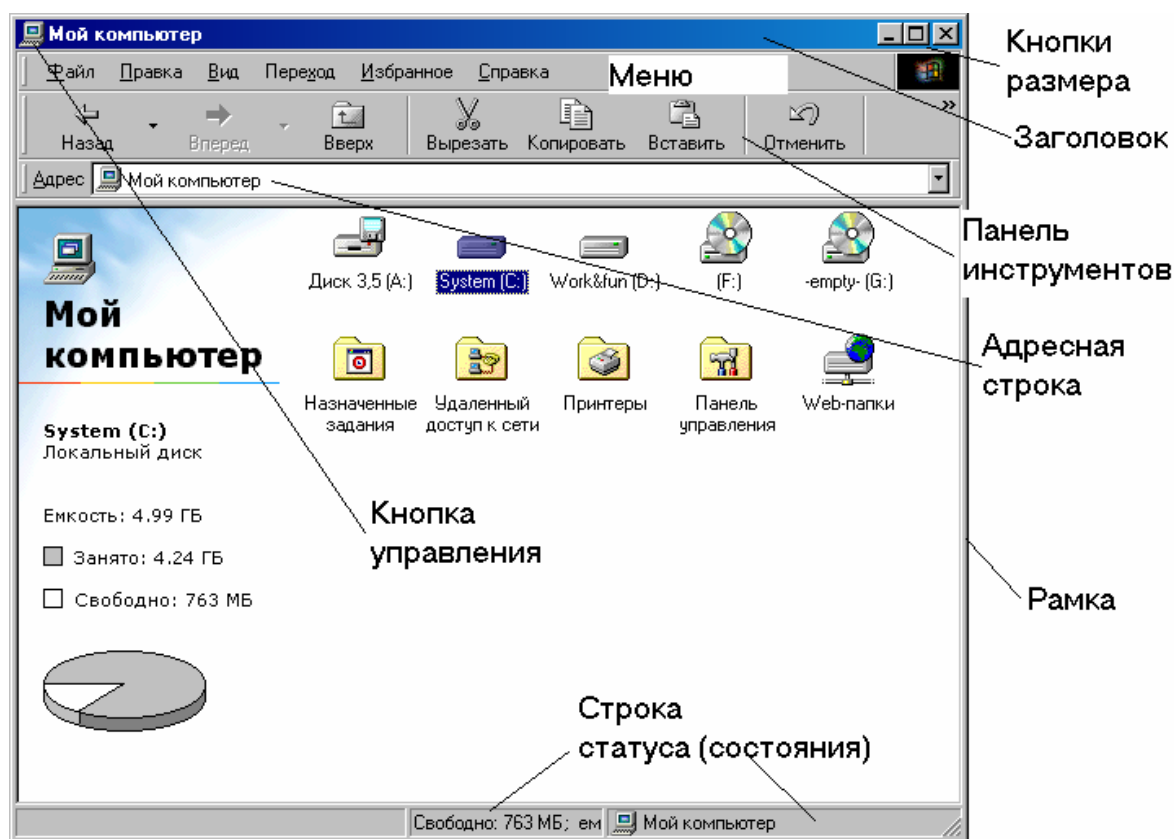 Мой компьютер
Кнопки
размера
Файл Правка Вид Переход Избранное Справка
Меню
Назад Вперед Вверх Вырезать Копировать Вставить Отменить
»
Заголовок
Адрес Мой компьютер
Панель
инструментов
Диск 3,5 (A:) System (C:) Work&fun (D:) (F:) -empty- (G:)
Мой
компьютер
Адресная
строка
Назначенные
задания
Удаленный
доступ к сети
Принтеры
Панель
управления
Web-папки
System (C:)
Локальный диск
Емкость: 4.99 ГБ
Занято: 4.24 ГБ
Свободно: 763 МБ
Кнопка
управления
Рамка
Строка
статуса (состояния)
Свободно: 763 МБ; ем Мой компьютер